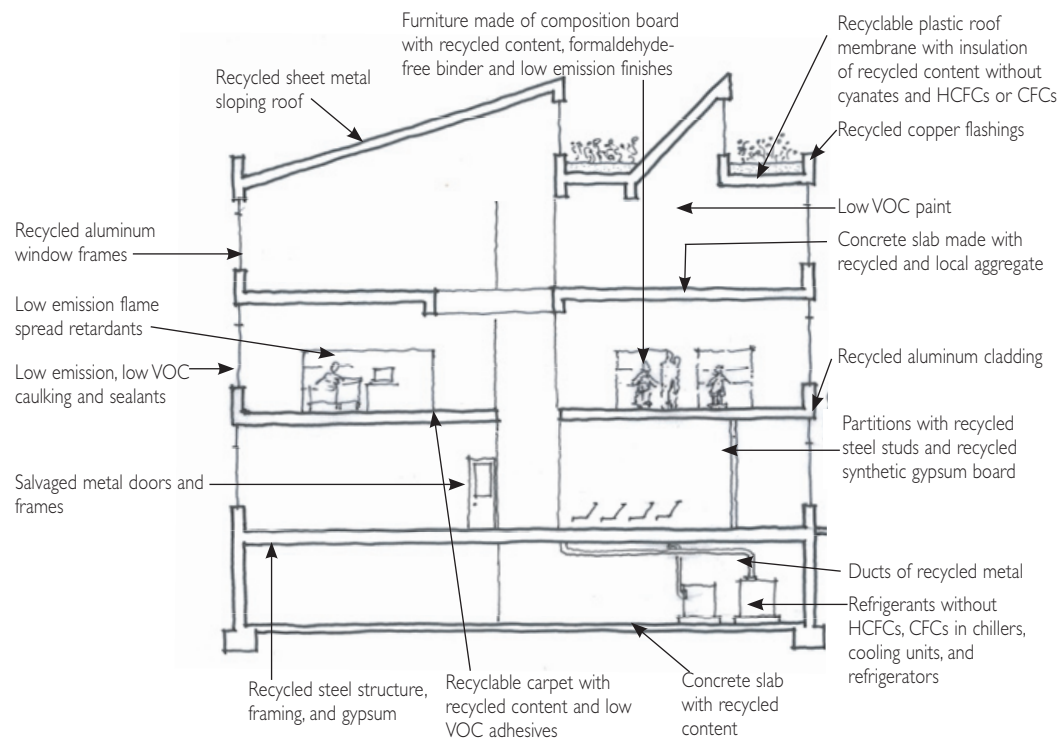 Furniture made of composition board
with recycled content, formaldehyde-
free binder and low emission finishes
Recyclable plastic roof
membrane with insulation
of recycled content without
cyanates and HCFCs or CFCs
Recycled sheet metal
sloping roof
Recycled copper flashings
Low VOC paint
Recycled aluminum
window frames
Concrete slab made with
recycled and local aggregate
Low emission flame
spread retardants
Low emission, low VOC
caulking and sealants
Recycled aluminum cladding
Partitions with recycled
steel studs and recycled
synthetic gypsum board
Salvaged metal doors and
frames
Ducts of recycled metal
Refrigerants without
HCFCs, CFCs in chillers,
cooling units, and
refrigerators
Recycled steel structure,
framing, and gypsum
Recyclable carpet with
recycled content and low
VOC adhesives
Concrete slab
with recycled
content